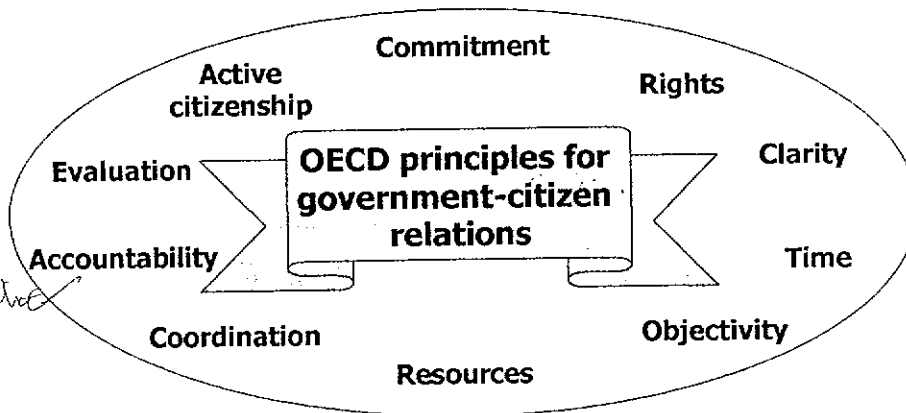 Commitment
Active
citizenship
Rights
OECD principles for
government-citizen
relations
Evaluation
Clarity
Accountability
Time
Coordination
Objectivity
Resources